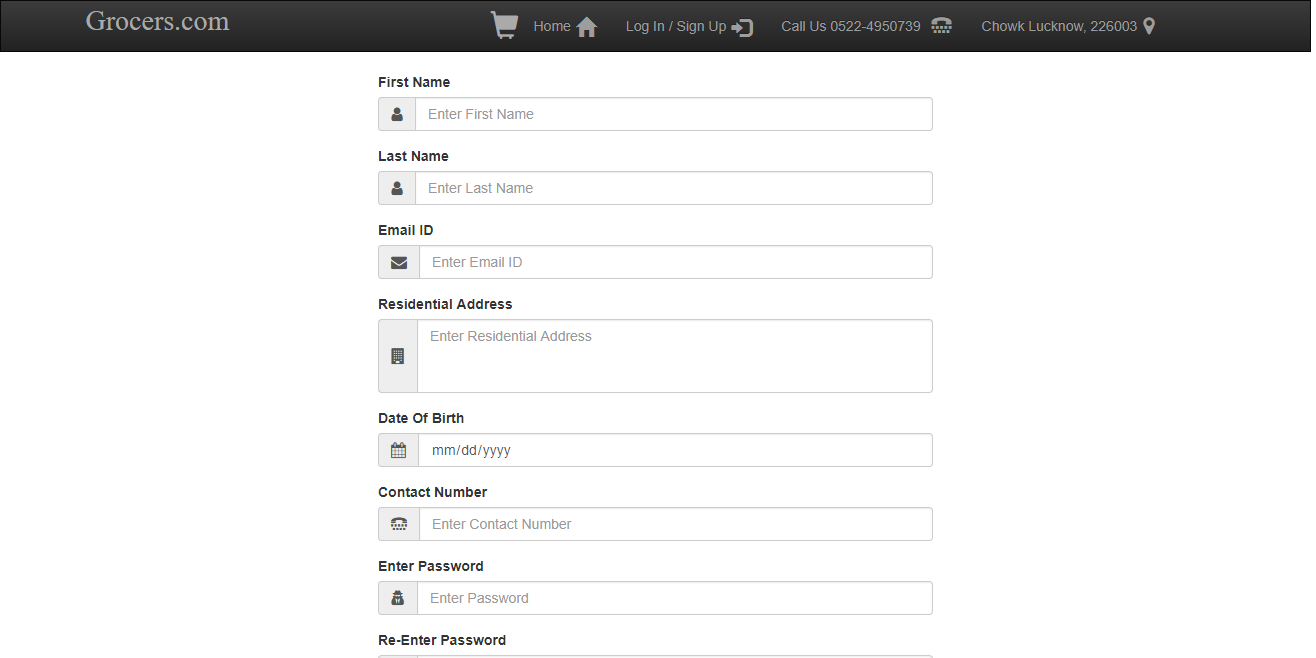 Grocers.com Home Log In / Sign Up Call Us 0522-4950739 Chowk Lucknow, 226003
First Name
Enter First Name
Last Name
Enter Last Name
Email ID
Enter Email ID
Residential Address
Enter Residential Address
Date Of Birth
mm/dd/yyyy
Contact Number
Enter Contact Number
Enter Password
Enter Password
Re-Enter Password